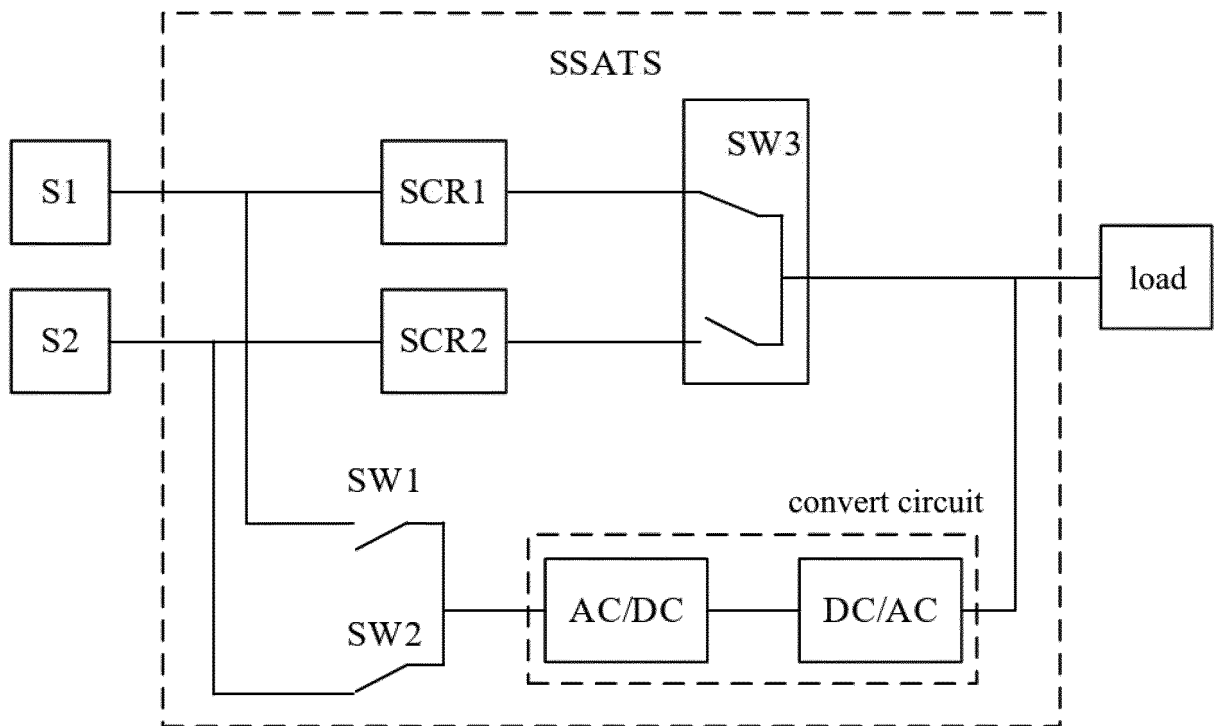 SSATS
SW3
S1
SCR1
S2
SCR2
load
SW1
convert circuit
AC/DC
DC/AC
SW2